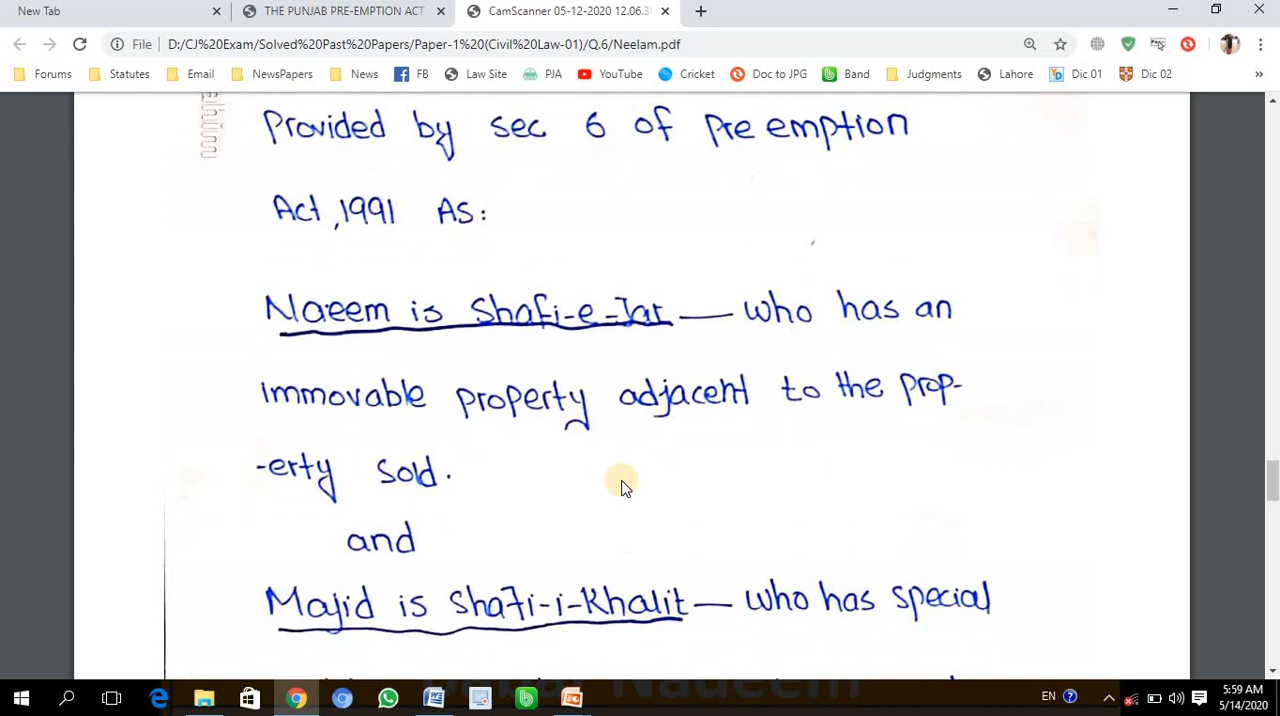 New Tab
THE PUNJAB PRE-EMPTION ACT
CamScanner 05-12-2020 12.06.30
File D:/CJ%20Exam/Solved%20Past%20Papers/Paper-1%20(Civil%20Law-01)/Q.6/Neelam.pdf
Forums Statutes Email NewsPapers News FB Law Site PJA YouTube Cricket Doc to JPG Band Judgments Lahore Dic 01 Dic 02 »
Provided by sec 6 of Pre emption
Act, 1991 AS:
Naeem is Shafi-e-Jar — who has an
immovable property adjacent to the prop-
-erty sold.
and
Majid is Shafi-i-Khalit — who has special
EN
5:59 AM
5/14/2020